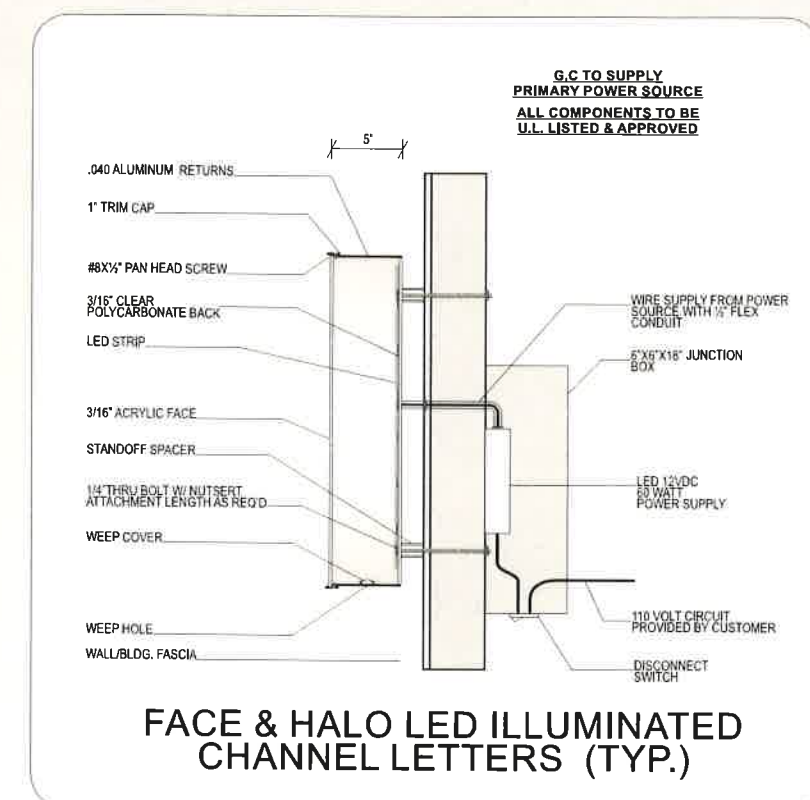 G,C TO SUPPLY
PRIMARY POWER SOURCE
ALL COMPONENTS TO BE
U.L. LISTED & APPROVED
5"
.040 ALUMINUM RETURNS
1" TRIM CAP
#8X½" PAN HEAD SCREW
3/16" CLEAR
POLYCARBONATE BACK
LED STRIP
3/16" ACRYLIC FACE
STANDOFF SPACER
1/4"THRU BOLT W/ NUTSERT
ATTACHMENT LENGTH AS REQ'D
WEEP COVER
WEEP HOLE
WALL/BLDG. FASCIA
WIRE SUPPLY FROM POWER
SOURCE WITH ½" FLEX
CONDUIT
6"X6"X18" JUNCTION
BOX
LED 12VDC
60 WATT
POWER SUPPLY
110 VOLT CIRCUIT
PROVIDED BY CUSTOMER
DISCONNECT
SWITCH
FACE & HALO LED ILLUMINATED
CHANNEL LETTERS (TYP.)